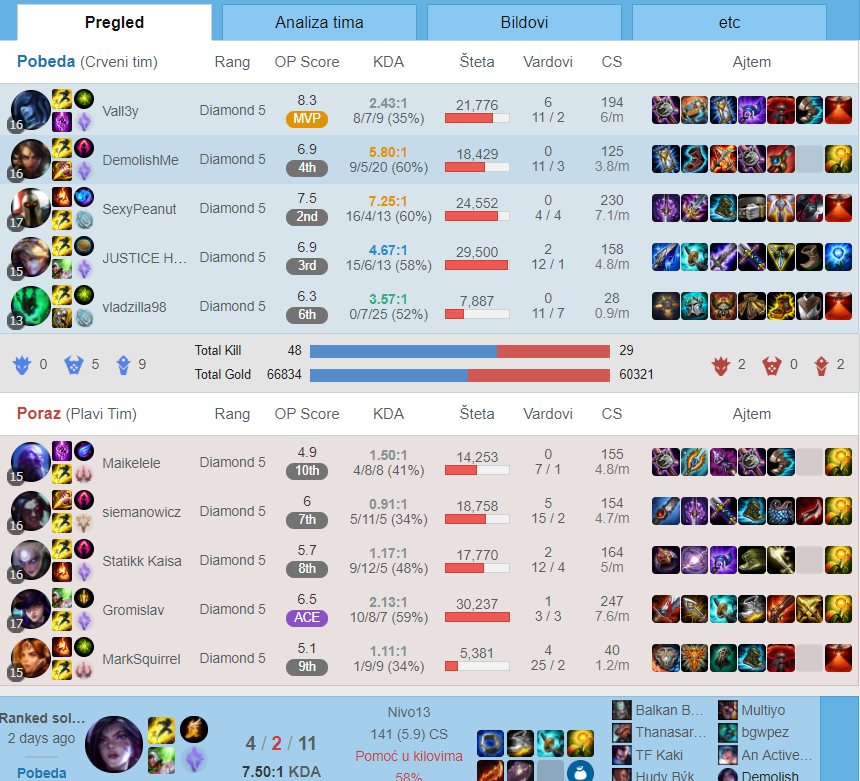 Pregled Analiza tima Bildovi etc
Pobeda (Crveni tim) Rang OP Score KDA Šteta Vardovi CS Ajtem
16 Vall3y Diamond 5 8.3 MVP 2.43:1 8/7/9 (35%) 21,776 6 11 / 2 194 6/m
16 DemolishMe Diamond 5 6.9 4th 5.80:1 9/5/20 (60%) 18,429 0 11 / 3 125 3.8/m
17 SexyPeanut Diamond 5 7.5 2nd 7.25:1 16/4/13 (60%) 24,552 0 4 / 4 230 7.1/m
15 JUSTICE H... Diamond 5 6.9 3rd 4.67:1 15/6/13 (58%) 29,500 2 12 / 1 158 4.8/m
13 vladzilla98 Diamond 5 6.3 6th 3.57:1 0/7/25 (52%) 7,887 0 11 / 7 28 0.9/m
0 5 9 Total Kill 48 29 2 0 2
Total Gold 66834 60321
Poraz (Plavi Tim) Rang OP Score KDA Šteta Vardovi CS Ajtem
15 Maikelele Diamond 5 4.9 10th 1.50:1 4/8/8 (41%) 14,253 0 7 / 1 155 4.8/m
16 siemanowicz Diamond 5 6 7th 0.91:1 5/11/5 (34%) 18,758 5 15 / 2 154 4.7/m
16 Statikk Kaisa Diamond 5 5.7 8th 1.17:1 9/12/5 (48%) 17,770 2 12 / 4 164 5/m
17 Gromislav Diamond 5 6.5 ACE 2.13:1 10/8/7 (59%) 30,237 1 3 / 3 247 7.6/m
15 MarkSquirrel Diamond 5 5.1 9th 1.11:1 1/9/9 (34%) 5,381 4 25 / 2 40 1.2/m
Ranked sol...
2 days ago
Pobeda
4 / 2 / 11
7.50:1 KDA
Nivo13
141 (5.9) CS
Pomoć u kilovima
58%
Balkan B... Multiyo
Thanasar... bgwpez
TF Kaki An Active...
Hudy Býk Demolish